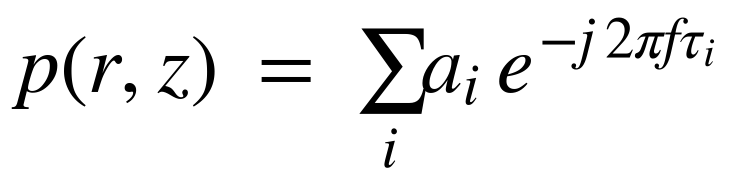 p(r, z) = ∑_i a_i e^{−j2πfτ_i}